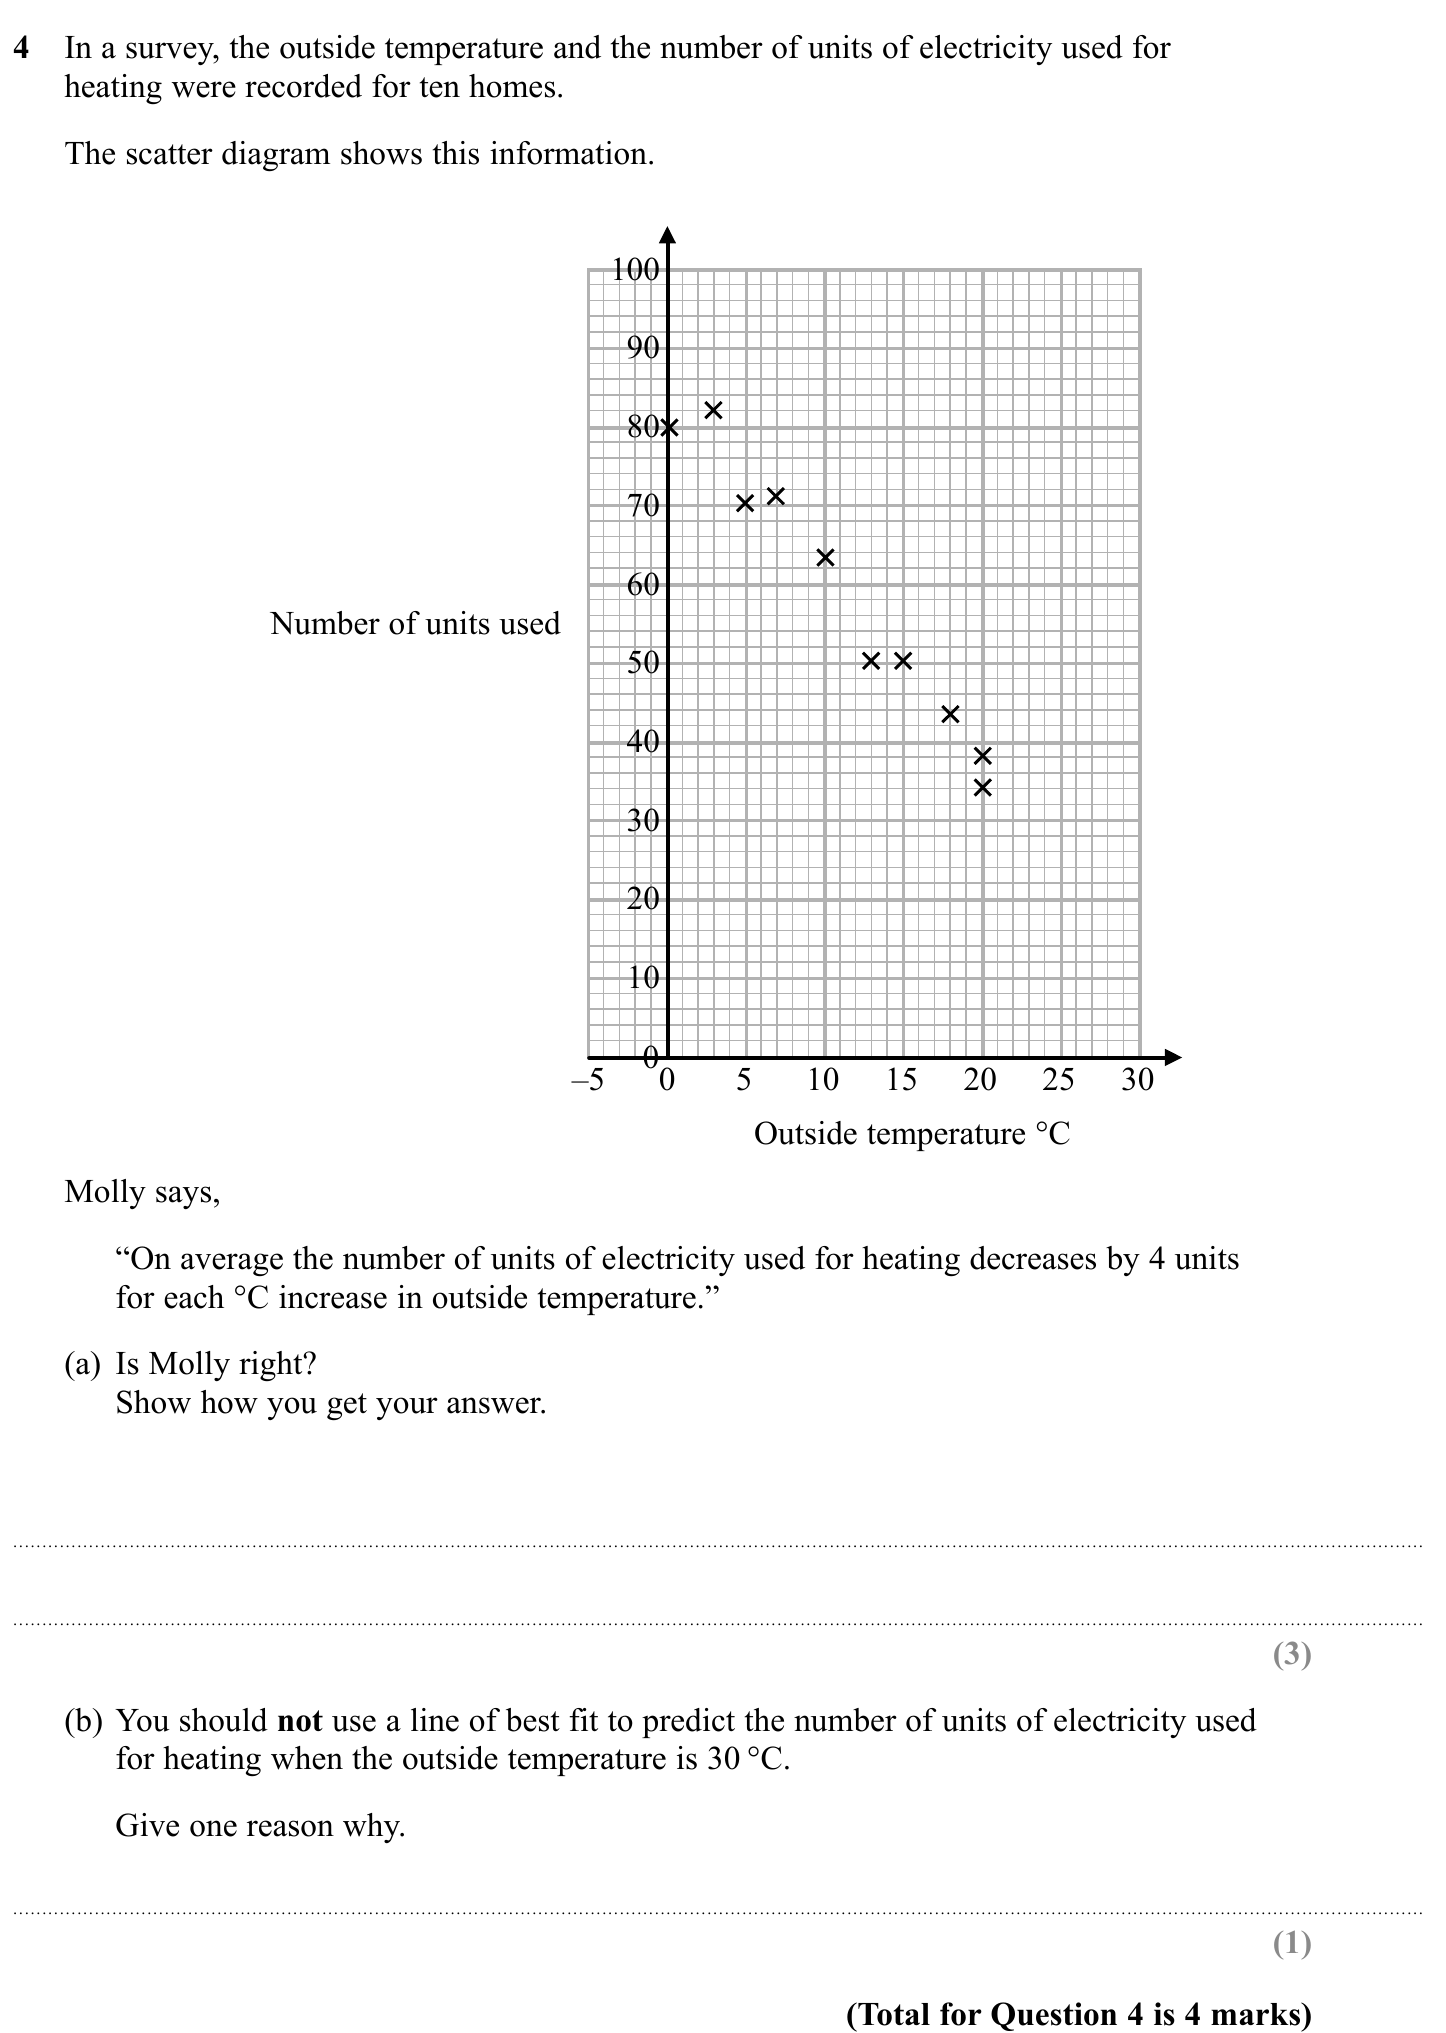 4 In a survey, the outside temperature and the number of units of electricity used for
heating were recorded for ten homes.
The scatter diagram shows this information.
100
90
80
70
60
Number of units used
50
40
30
20
10
0
–5 0 5 10 15 20 25 30
Outside temperature °C
Molly says,
“On average the number of units of electricity used for heating decreases by 4 units
for each °C increase in outside temperature.”
(a) Is Molly right?
Show how you get your answer.
(3)
(b) You should not use a line of best fit to predict the number of units of electricity used
for heating when the outside temperature is 30 °C.
Give one reason why.
(1)
(Total for Question 4 is 4 marks)